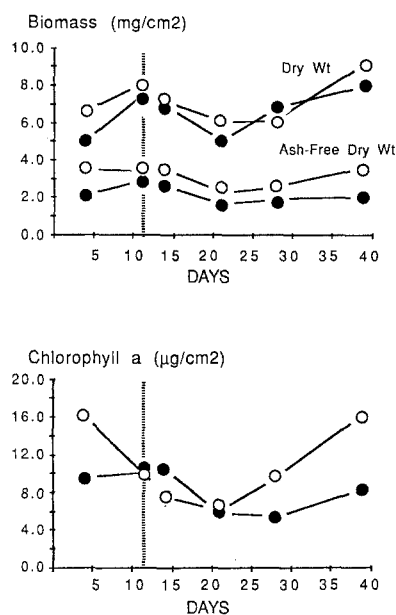 Biomass (mg/cm2)
10.0
8.0
6.0
4.0
2.0
0.0
Dry Wt
Ash-Free Dry Wt
5 10 15 20 25 30 35 40
DAYS
Chlorophyll a (µg/cm2)
20.0
16.0
12.0
8.0
4.0
0.0
5 10 15 20 25 30 35 40
DAYS